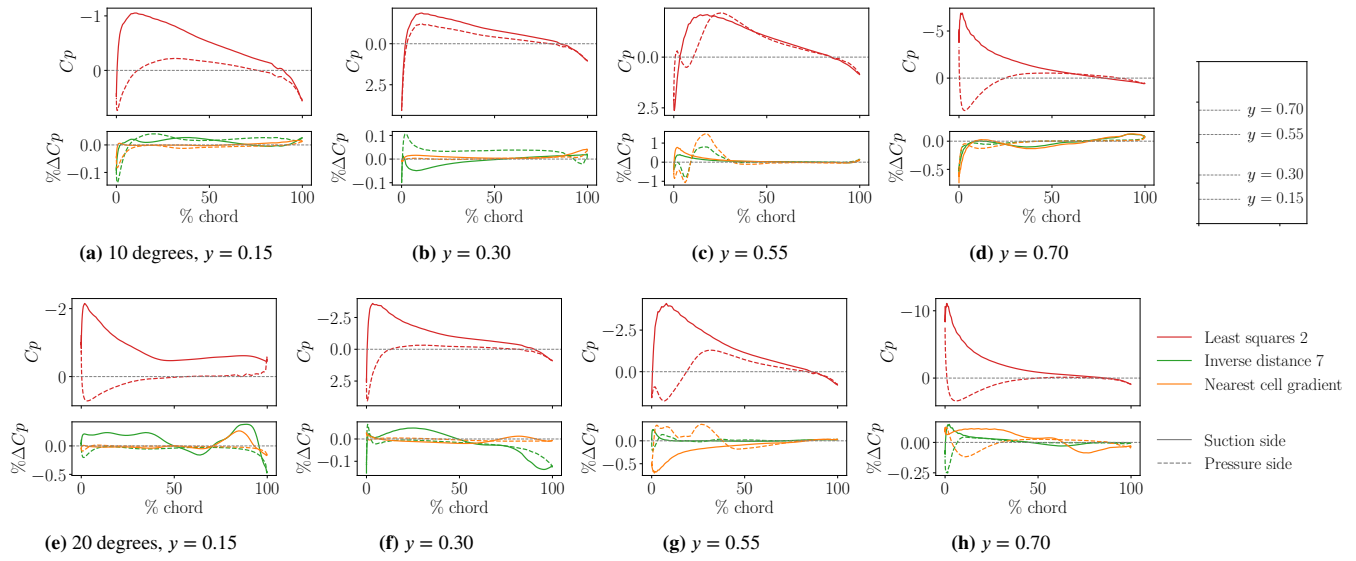 Cp
−1
0
%ΔCp
0.0
−0.1
0 50 100
% chord
(a) 10 degrees, y = 0.15
Cp
0.0
2.5
%ΔCp
0.1
0.0
−0.1
0 50 100
% chord
(b) y = 0.30
Cp
0.0
2.5
%ΔCp
1
0
−1
0 50 100
% chord
(c) y = 0.55
Cp
−5
0
%ΔCp
0.0
−0.5
0 50 100
% chord
(d) y = 0.70
y = 0.70
y = 0.55
y = 0.30
y = 0.15
Cp
−2
0
%ΔCp
0.0
−0.5
0 50 100
% chord
(e) 20 degrees, y = 0.15
Cp
−2.5
0.0
2.5
%ΔCp
0.0
−0.1
0 50 100
% chord
(f) y = 0.30
Cp
−2.5
0.0
%ΔCp
0.0
−0.5
0 50 100
% chord
(g) y = 0.55
Cp
−10
0
%ΔCp
0.00
−0.25
0 50 100
% chord
(h) y = 0.70
Least squares 2
Inverse distance 7
Nearest cell gradient
Suction side
Pressure side